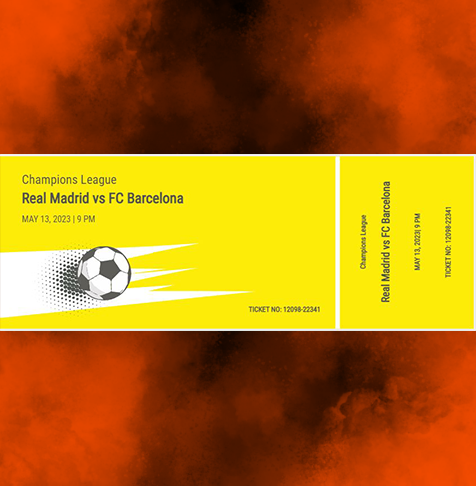 Champions League
Real Madrid vs FC Barcelona
MAY 13, 2023 | 9 PM
TICKET NO: 12098-22341
Champions League
Real Madrid vs FC Barcelona
MAY 13, 2023| 9 PM
TICKET NO: 12098-22341